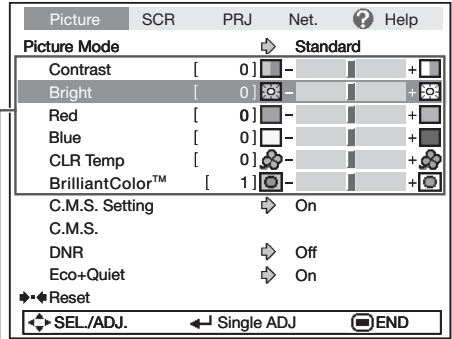 Picture SCR PRJ Net. ? Help
Picture Mode Standard
Contrast [ 0] - +
Bright [ 0] - +
Red [ 0] - +
Blue [ 0] - +
CLR Temp [ 0] - +
BrilliantColor™ [ 1] - +
C.M.S. Setting On
C.M.S.
DNR Off
Eco+Quiet On
Reset
SEL./ADJ. Single ADJ END